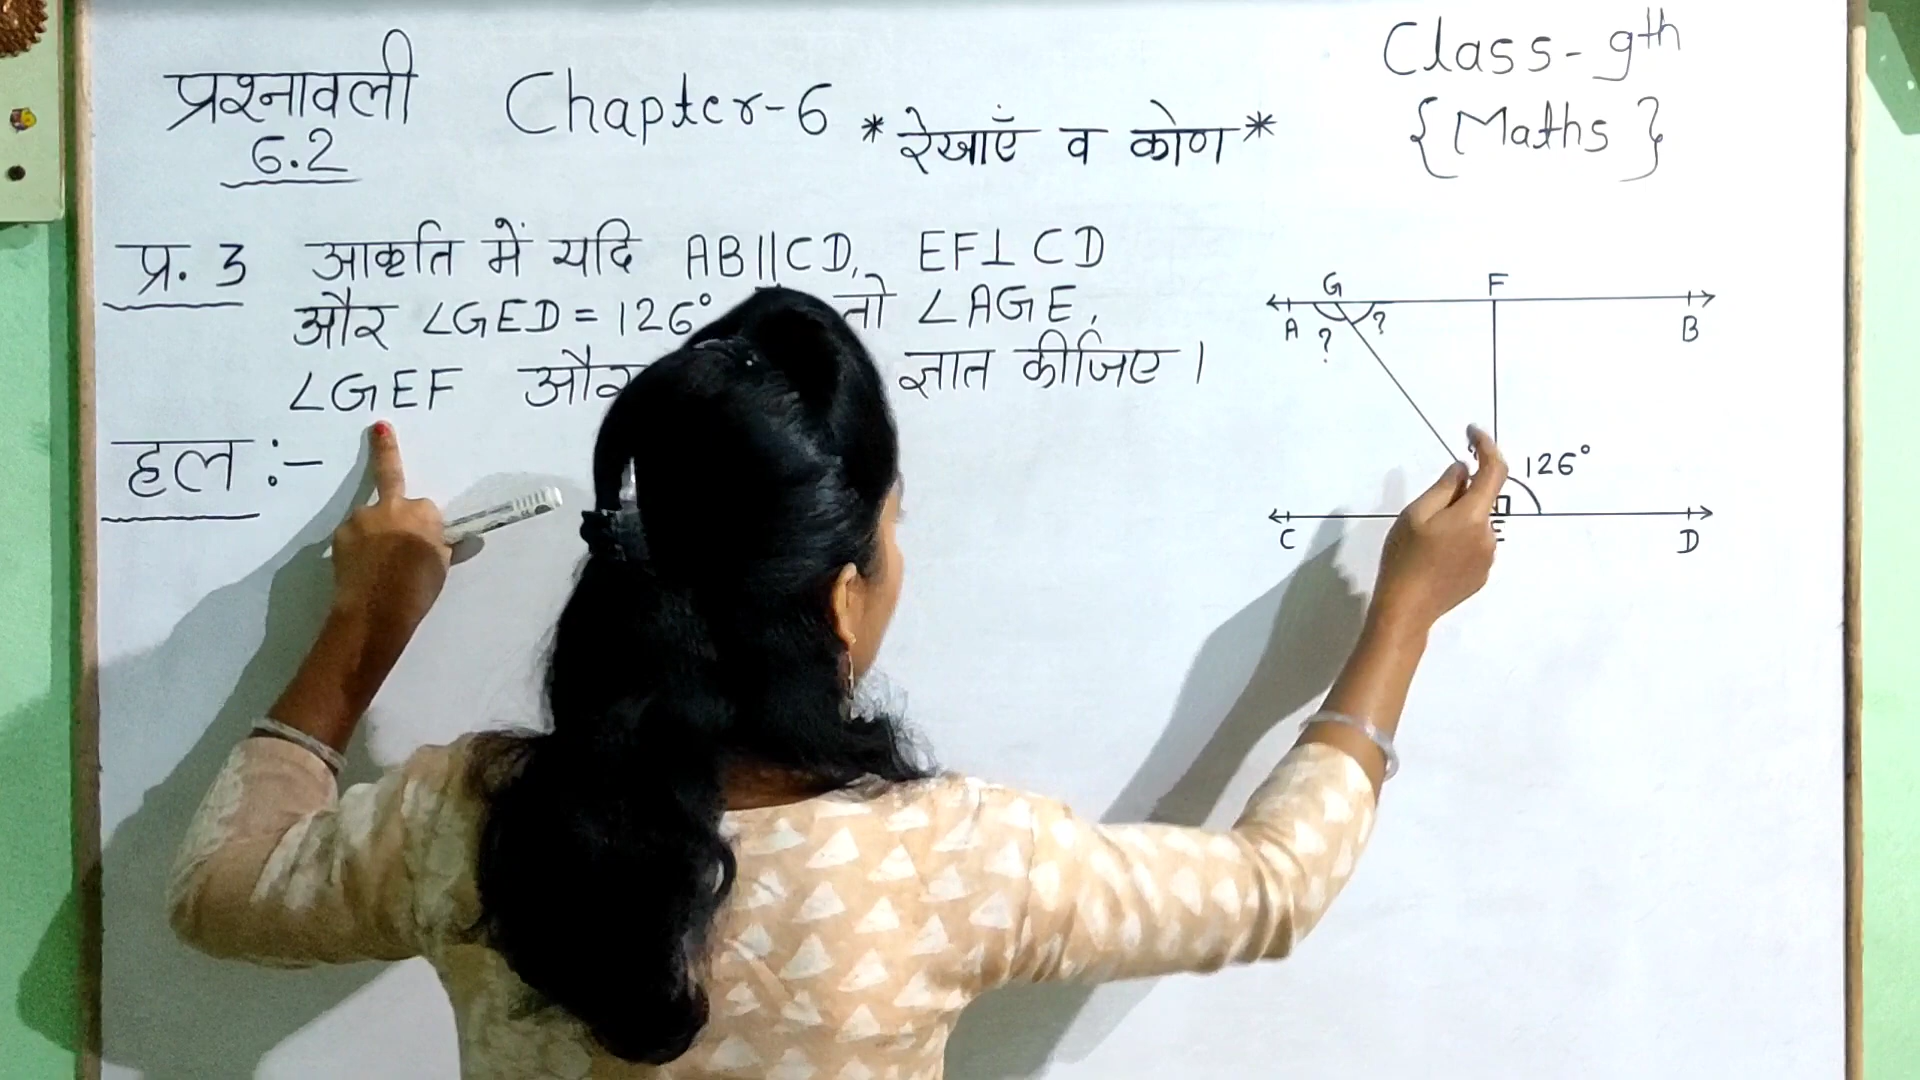 प्रश्नावली
6.2
Chapter-6
*रेखाएँ व कोण*
Class-9th
{Maths}
प्र. 3 आकृति में यदि AB||CD, EF⊥CD
और ∠GED=126° तो ∠AGE,
∠GEF और ज्ञात कीजिए।
हल :-
G F
A ? ? B
126°
C E D